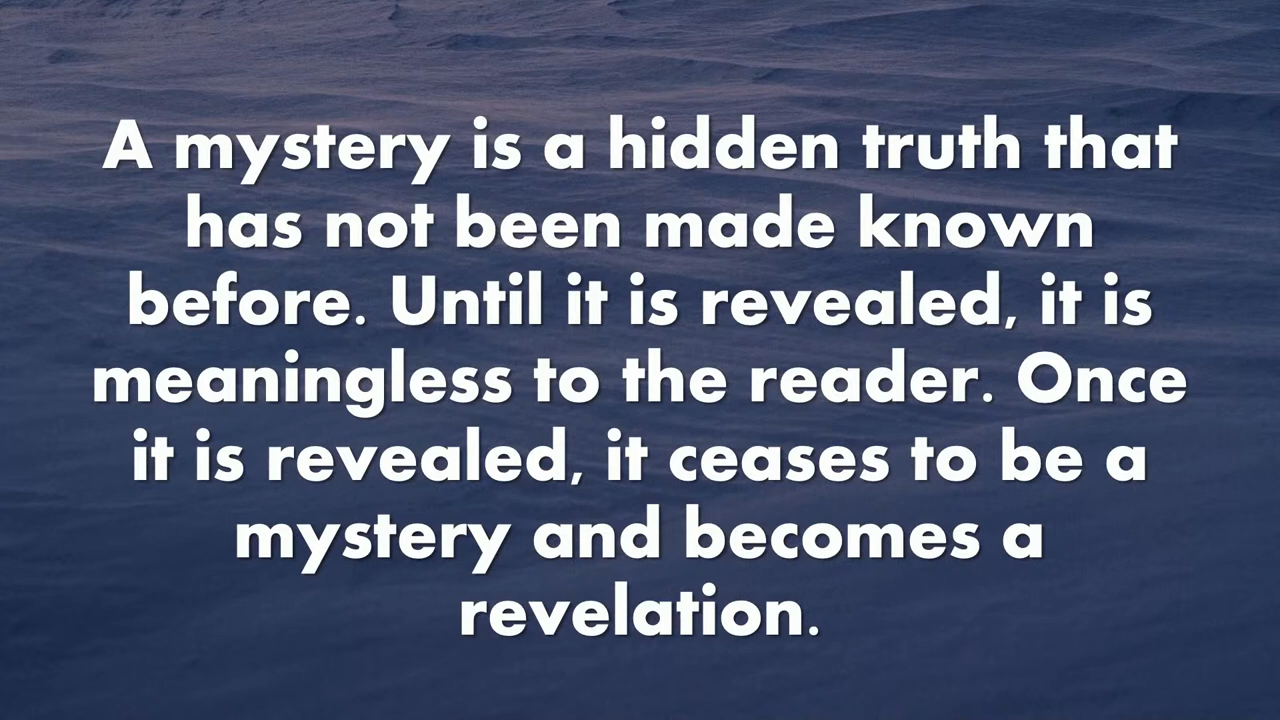 A mystery is a hidden truth that
has not been made known
before. Until it is revealed, it is
meaningless to the reader. Once
it is revealed, it ceases to be a
mystery and becomes a
revelation.